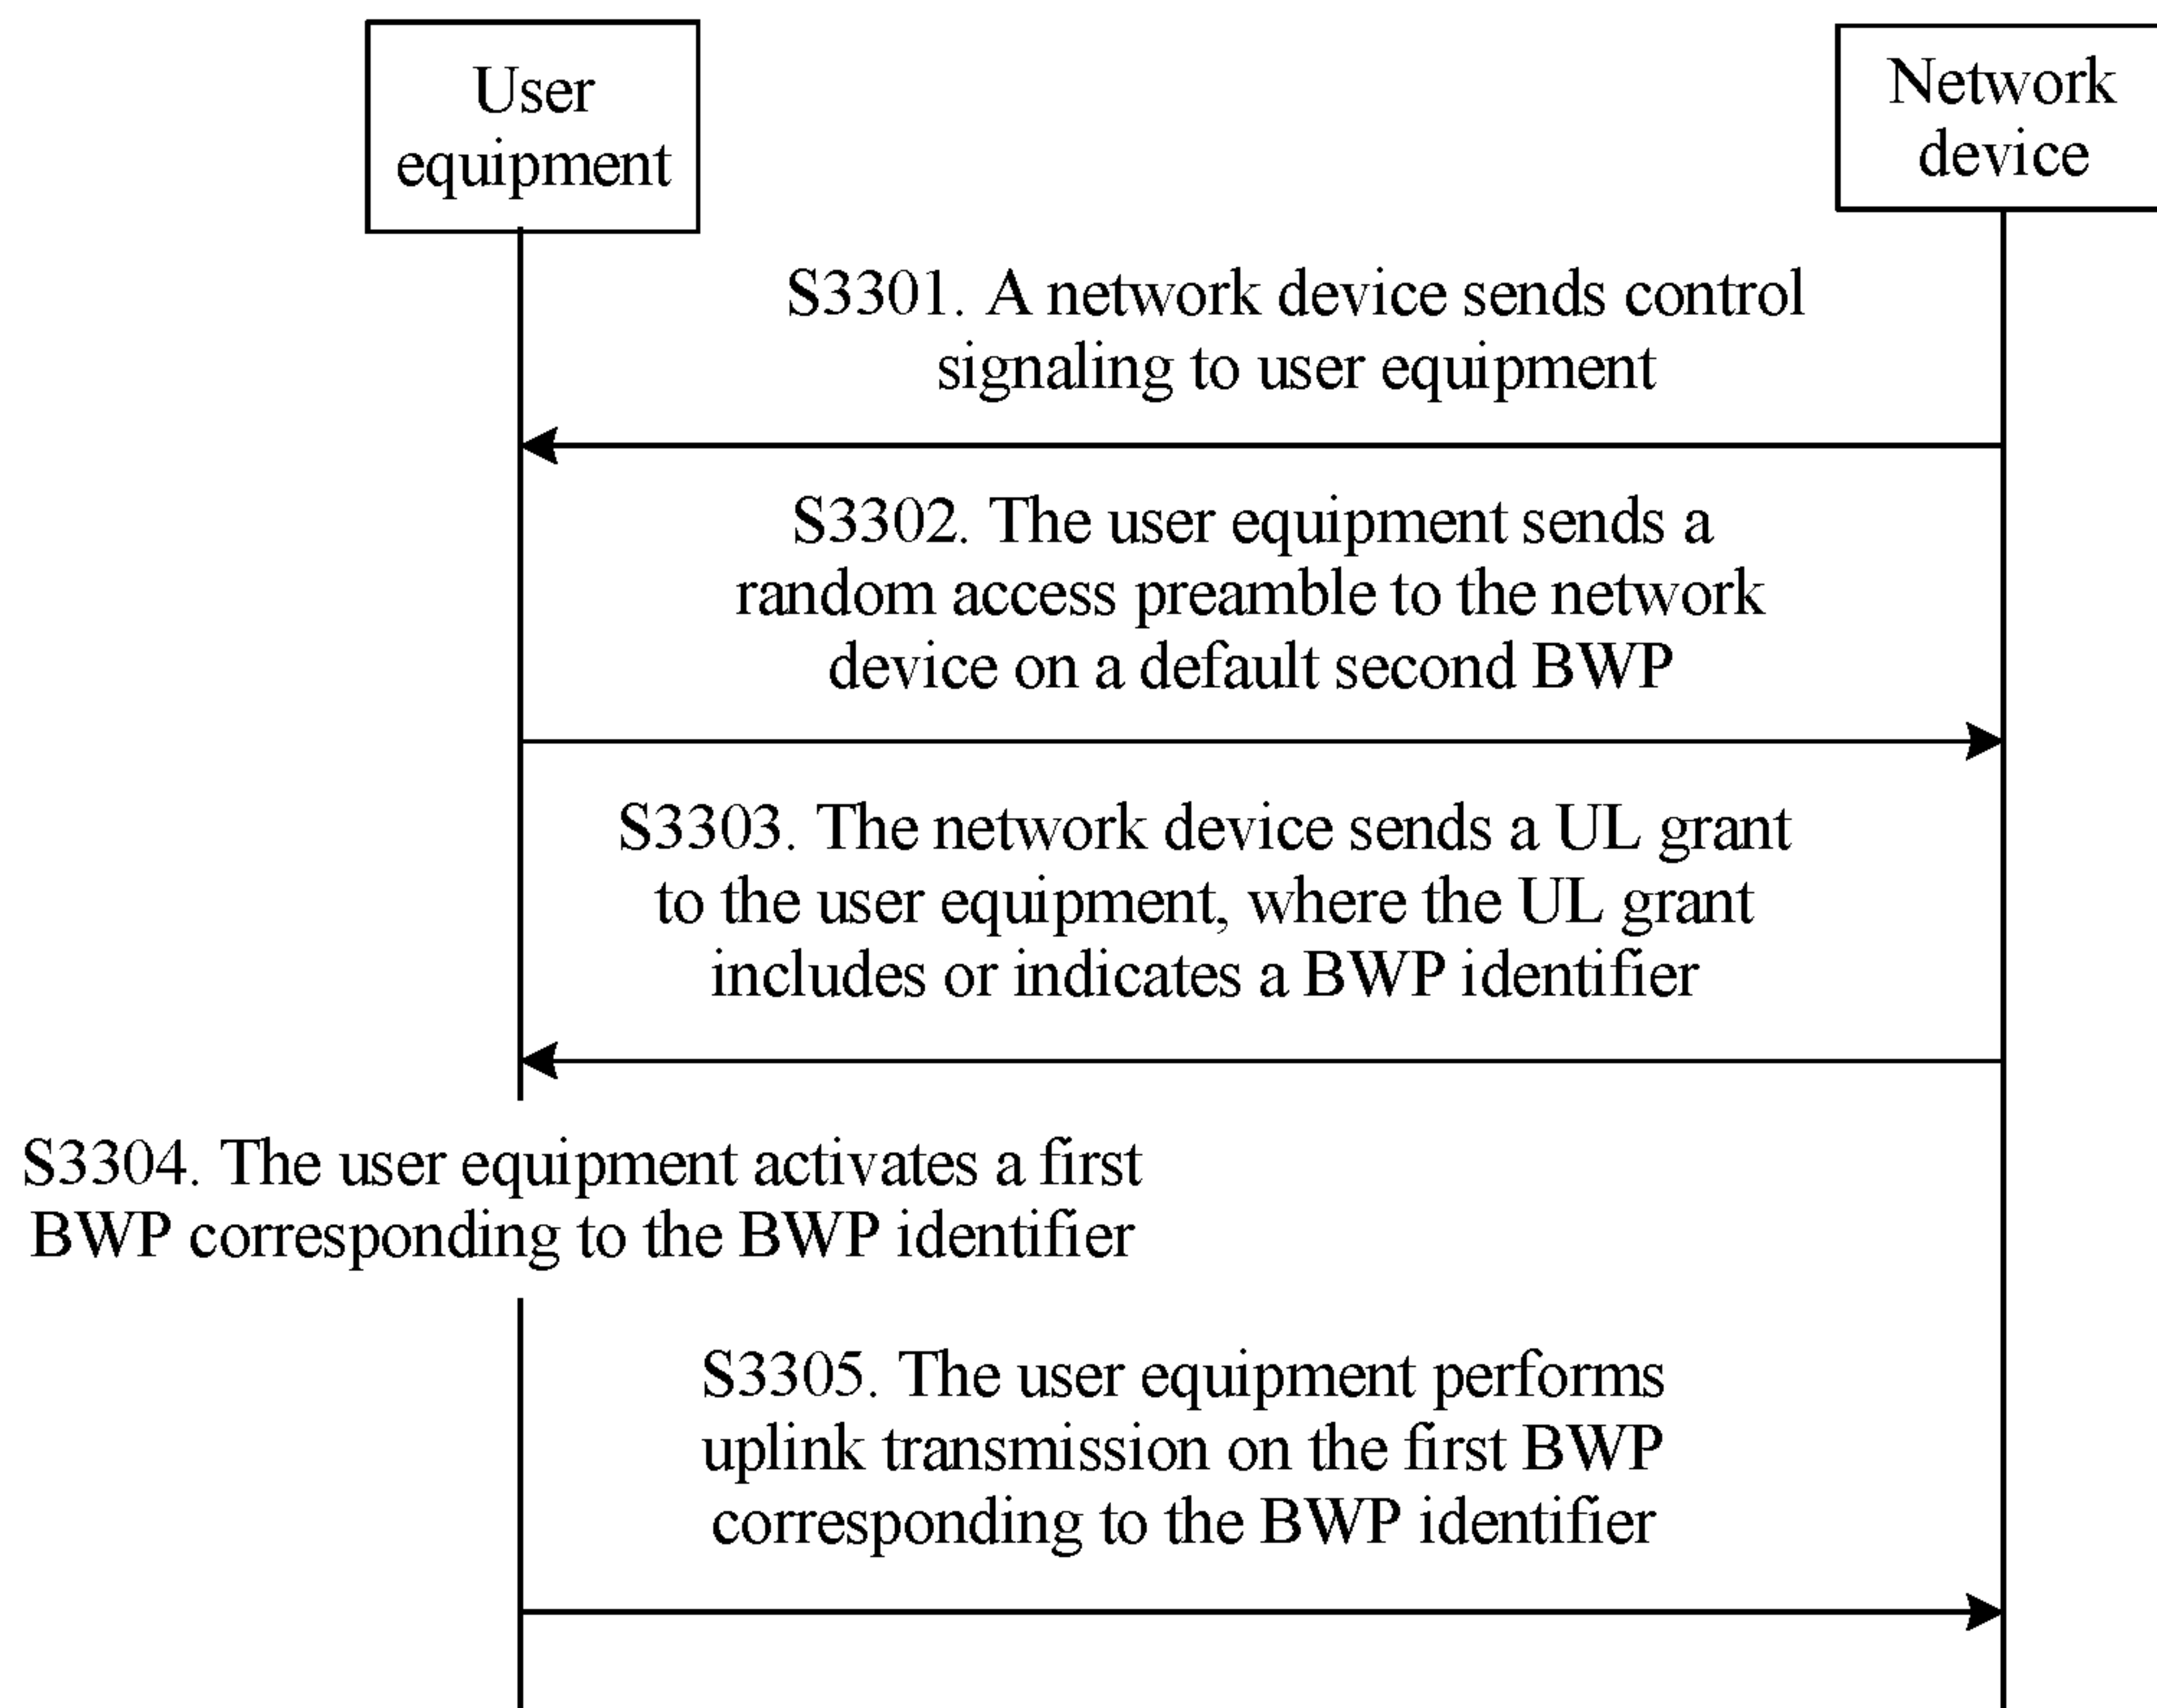 User
equipment
Network
device
S3301. A network device sends control
signaling to user equipment
S3302. The user equipment sends a
random access preamble to the network
device on a default second BWP
S3303. The network device sends a UL grant
to the user equipment, where the UL grant
includes or indicates a BWP identifier
S3304. The user equipment activates a first
BWP corresponding to the BWP identifier
S3305. The user equipment performs
uplink transmission on the first BWP
corresponding to the BWP identifier